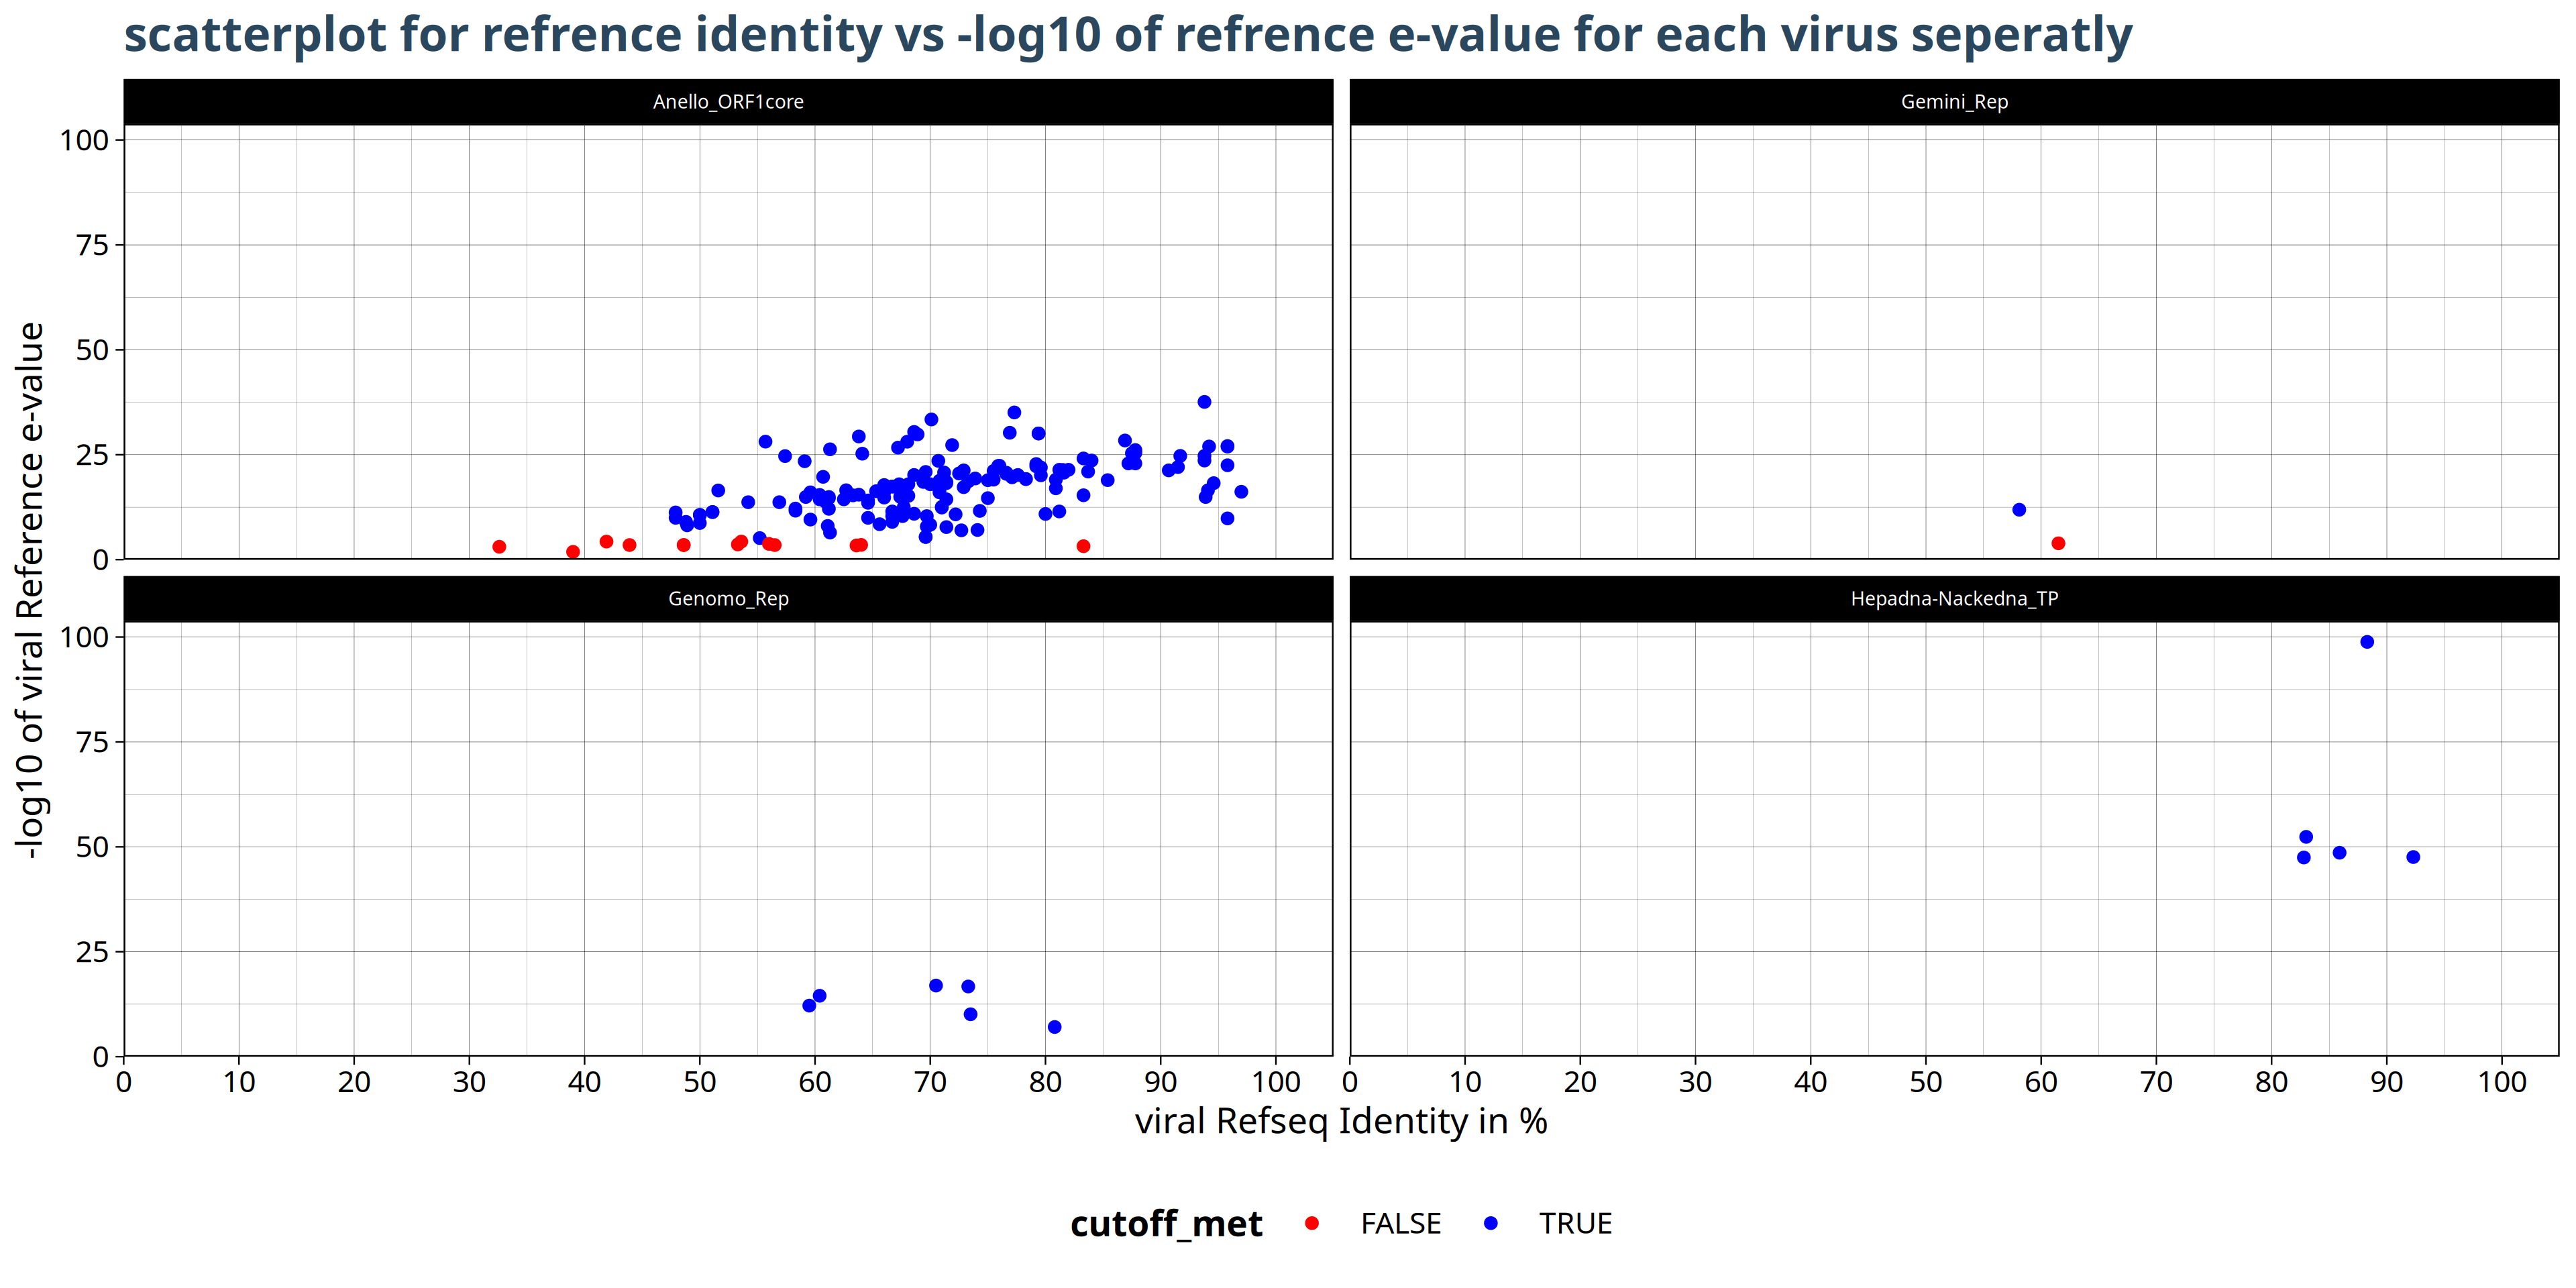 scatterplot for refrence identity vs -log10 of refrence e-value for each virus seperatly
Anello_ORF1core
Gemini_Rep
100
75
50
25
0
Genomo_Rep
Hepadna-Nackedna_TP
100
75
50
25
0
-log10 of viral Reference e-value
0 10 20 30 40 50 60 70 80 90 100
0 10 20 30 40 50 60 70 80 90 100
viral Refseq Identity in %
cutoff_met FALSE TRUE